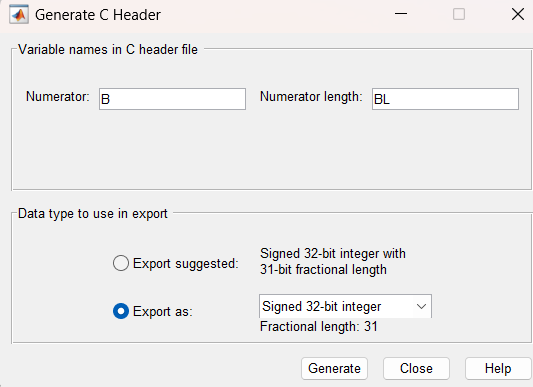 Generate C Header
Variable names in C header file
Numerator: B
Numerator length: BL
Data type to use in export
Export suggested:
Signed 32-bit integer with
31-bit fractional length
Export as:
Signed 32-bit integer
Fractional length: 31
Generate
Close
Help